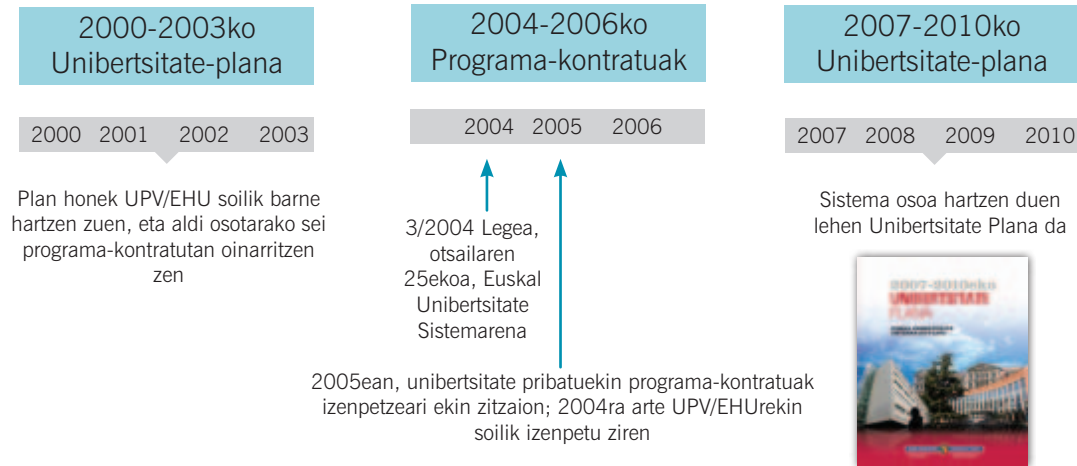 2000-2003ko
Unibertsitate-plana
2000 2001 2002 2003
Plan honek UPV/EHU soilik barne
hartzen zuen, eta aldi osotarako sei
programa-kontratutan oinarritzen
zen
2004-2006ko
Programa-kontratuak
2004 2005 2006
3/2004 Legea,
otsailaren
25ekoa, Euskal
Unibertsitate
Sistemarena
2005ean, unibertsitate pribatuekin programa-kontratuak
izenpetzeari ekin zitzaion; 2004ra arte UPV/EHUrekin
soilik izenpetu ziren
2007-2010ko
Unibertsitate-plana
2007 2008 2009 2010
Sistema osoa hartzen duen
lehen Unibertsitate Plana da
2007-2010eko
UNIBERTSITATE
PLANA